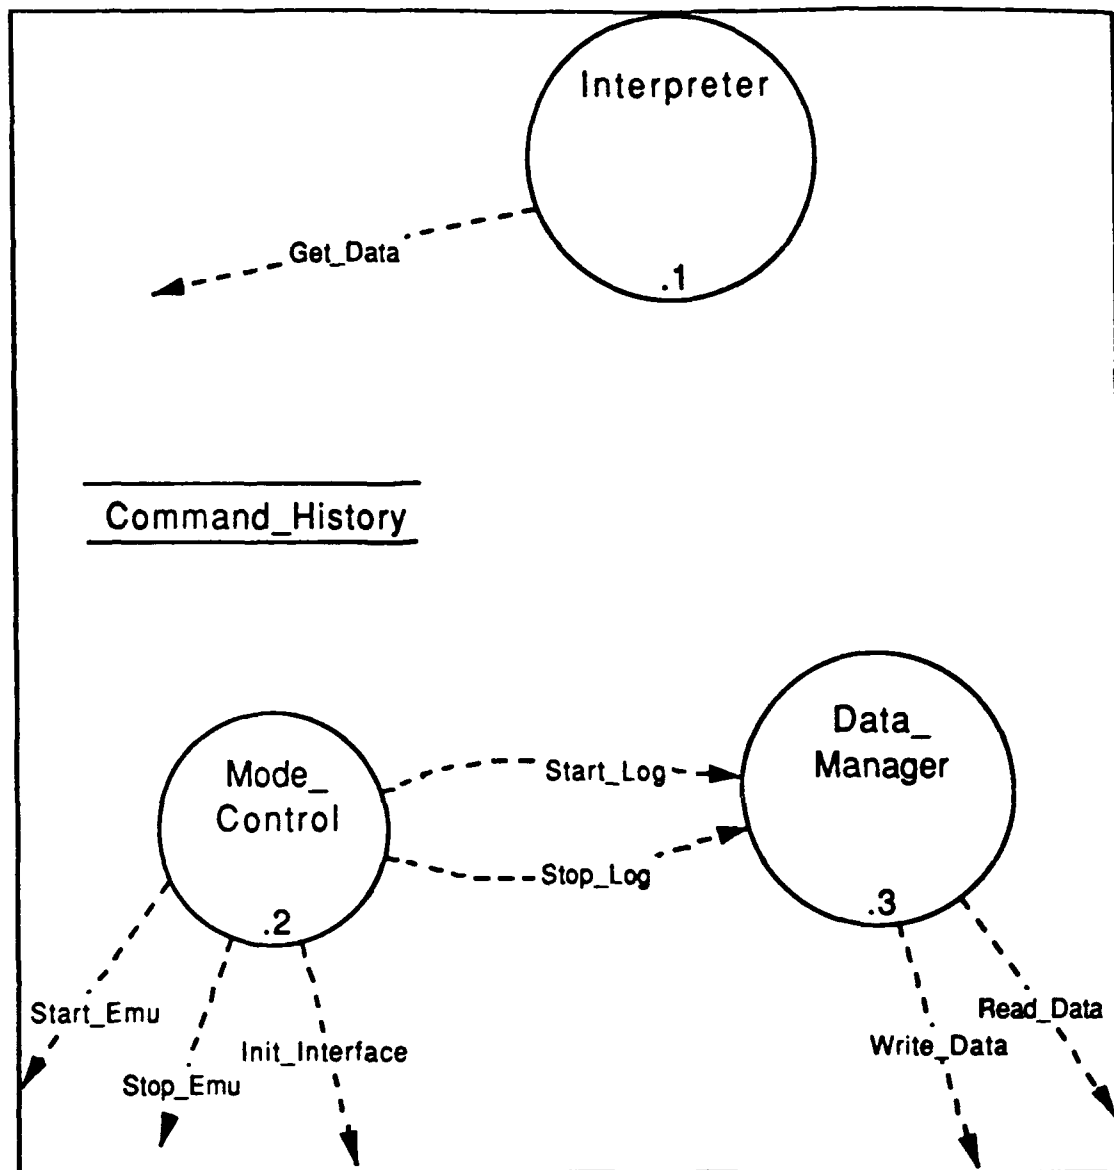 Interpreter
Get_Data
.1
Command_History
Data_
Manager
Mode_
Control
Start_Log
Stop_Log
.3
.2
Start_Emu
Read_Data
Init_Interface
Write_Data
Stop_Emu